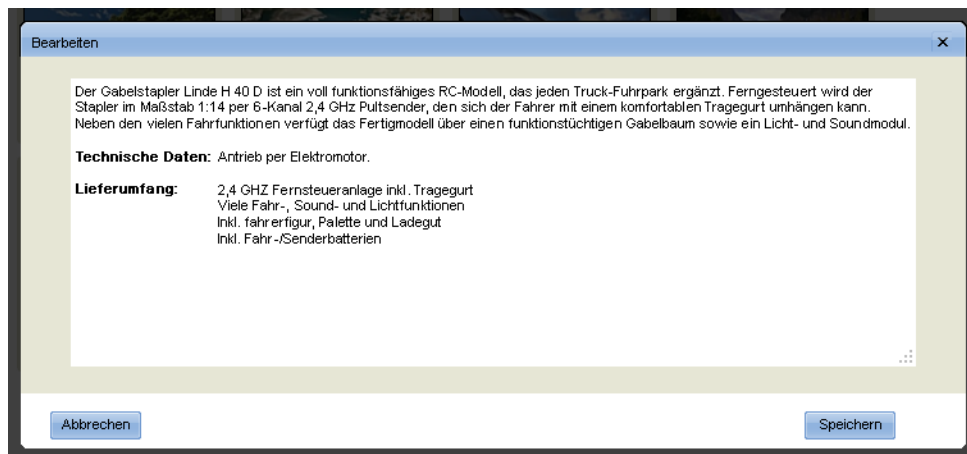 Bearbeiten
Der Gabelstapler Linde H 40 D ist ein voll funktionsfähiges RC-Modell, das jeden Truck-Fuhrpark ergänzt. Ferngesteuert wird der
Stapler im Maßstab 1:14 per 6-Kanal 2,4 GHz Pultsender, den sich der Fahrer mit einem komfortablen Tragegurt umhängen kann.
Neben den vielen Fahrfunktionen verfügt das Fertigmodell über einen funktionstüchtigen Gabelbaum sowie ein Licht- und Soundmodul.
Technische Daten: Antrieb per Elektromotor.
Lieferumfang: 2,4 GHZ Fernsteueranlage inkl. Tragegurt
Viele Fahr-, Sound- und Lichtfunktionen
Inkl. fahrerfigur, Palette und Ladegut
Inkl. Fahr-/Senderbatterien
Abbrechen Speichern